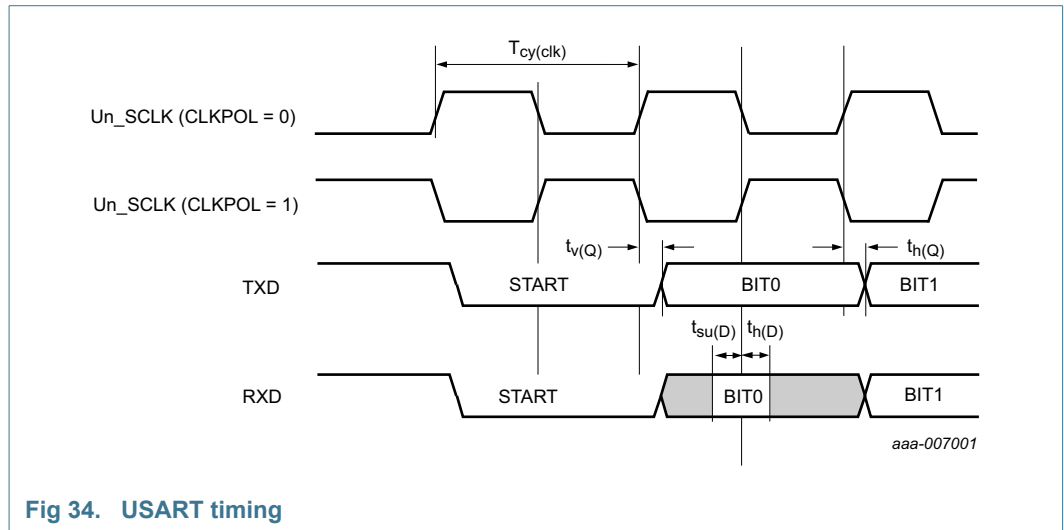 Tcy(clk)
Un_SCLK (CLKPOL = 0)
Un_SCLK (CLKPOL = 1)
tv(Q)
th(Q)
TXD
START
BIT0
BIT1
tsu(D)
th(D)
RXD
START
BIT0
BIT1
aaa-007001
Fig 34. USART timing